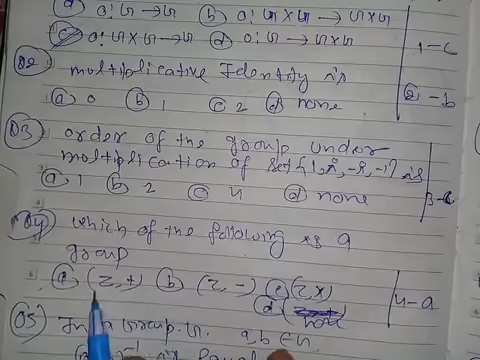 (a) o: G → G (b) o: G × G → G × G
(c) o: G × G → G (d) o: G → G × G
1 - c
Q2 multiplicative Identity is
(a) 0 (b) 1 (c) 2 (d) none
2 - b
Q3 order of the group under
multiplication of set {1, i, -i, -1} is
(a) 1 (b) 2 (c) 4 (d) none
3 - c
Q4 which of the following is a
group
(a) (Z, +) (b) (Z, -) (c) (Z, ×)
(d)
4 - a
Q5 In a group G. a, b ∈ G